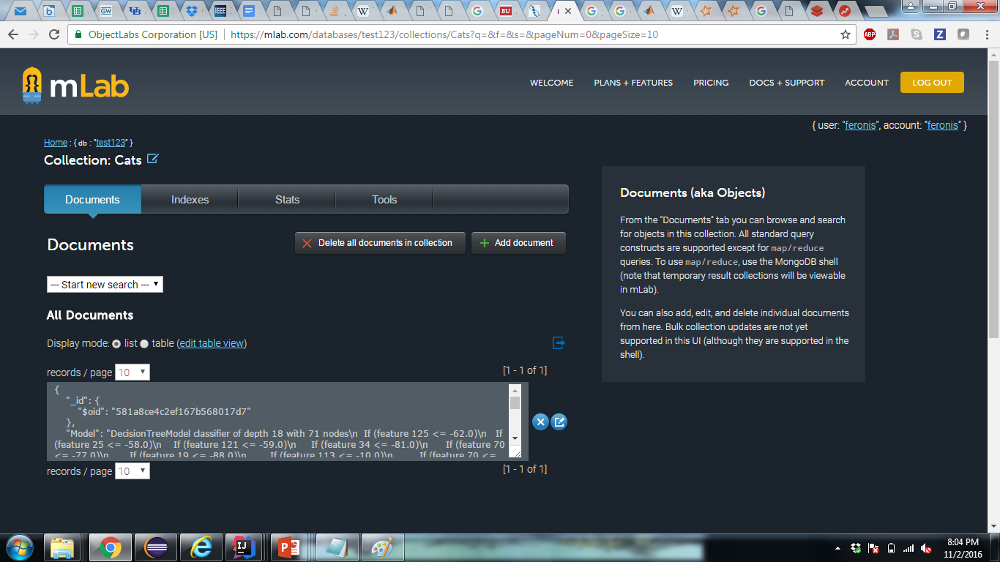 ObjectLabs Corporation [US] https://mlab.com/databases/test123/collections/Cats?q=&f=&s=&pageNum=0&pageSize=10
mLab
WELCOME PLANS + FEATURES PRICING DOCS + SUPPORT ACCOUNT LOG OUT
{ user: "feronis", account: "feronis" }
Home : { db : "test123" }
Collection: Cats
Documents Indexes Stats Tools
Documents
Delete all documents in collection
Add document
--- Start new search ---
All Documents
Display mode: list table (edit table view)
records / page 10 [1 - 1 of 1]
{
"_id": {
"$oid": "581a8ce4c2ef167b568017d7"
},
"Model": "DecisionTreeModel classifier of depth 18 with 71 nodes\n If (feature 125 <= -62.0)\n If
(feature 25 <= -58.0)\n If (feature 121 <= -59.0)\n If (feature 34 <= -81.0)\n If (feature 70
<= -77.0)\n If (feature 19 <= -88.0)\n If (feature 113 <= -10.0)\n If (feature 70 <=
records / page 10 [1 - 1 of 1]
Documents (aka Objects)
From the "Documents" tab you can browse and search
for objects in this collection. All standard query
constructs are supported except for map/reduce
queries. To use map/reduce, use the MongoDB shell
(note that temporary result collections will be viewable
in mLab).
You can also add, edit, and delete individual documents
from here. Bulk collection updates are not yet
supported in this UI (although they are supported in the
shell).
8:04 PM
11/2/2016